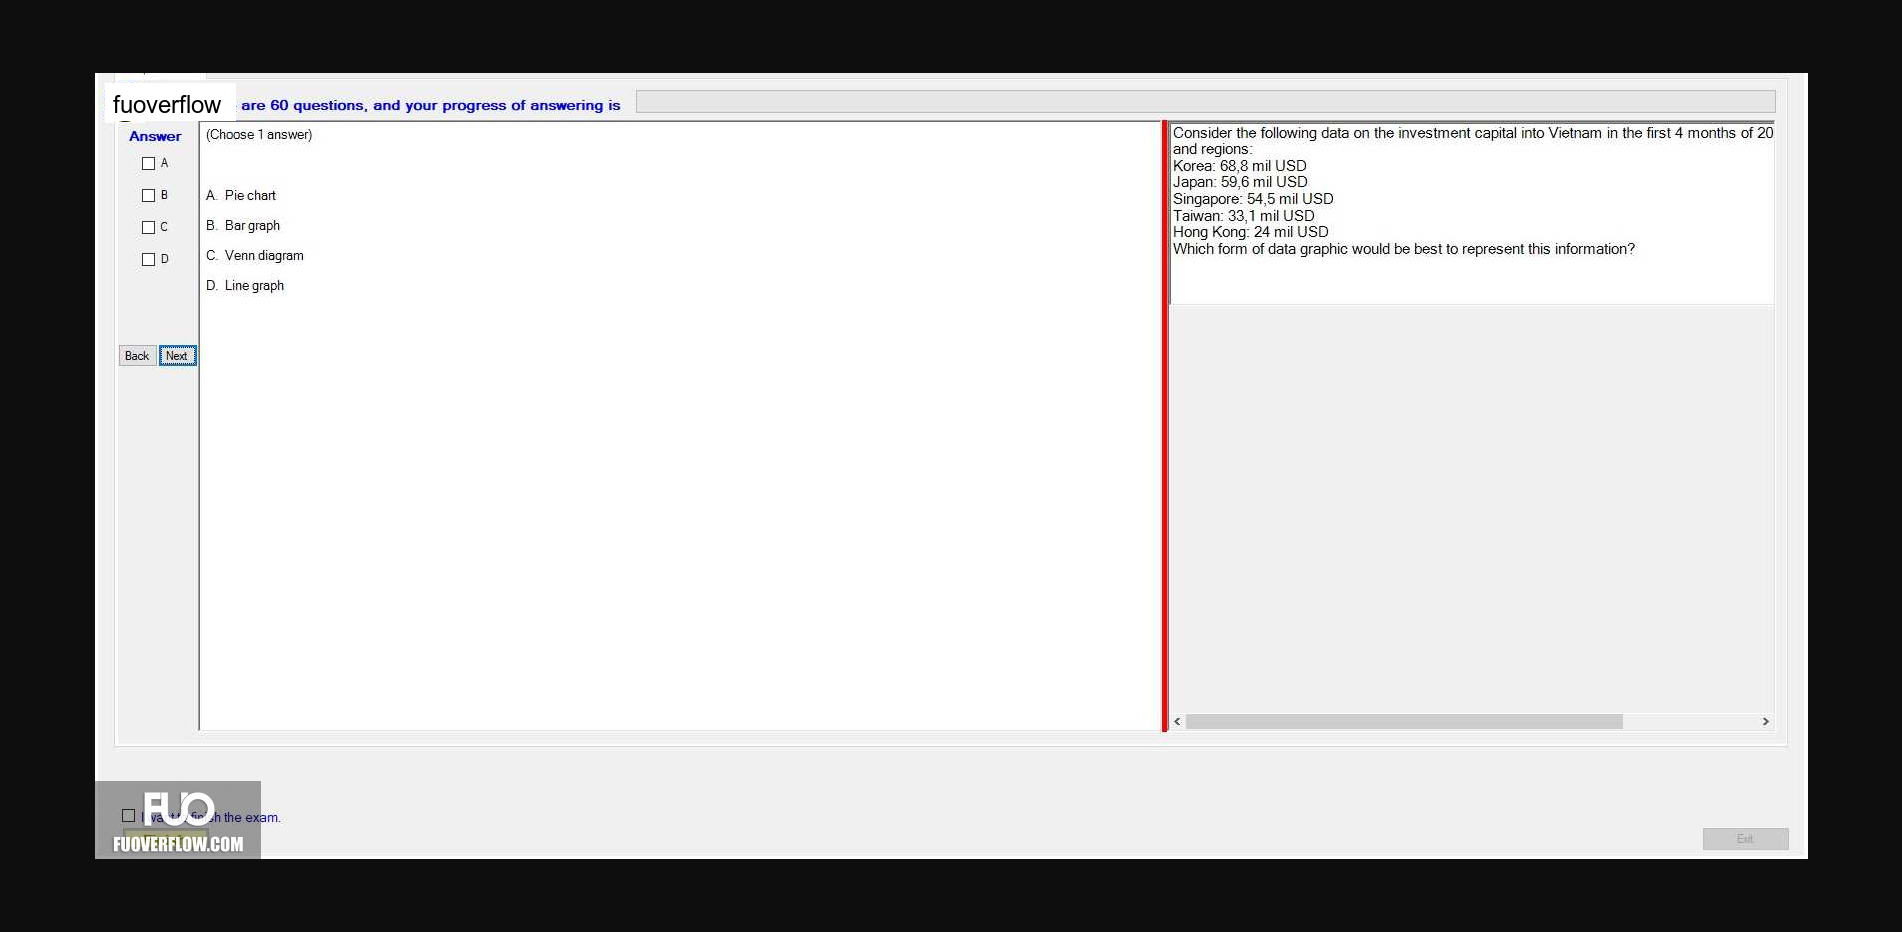 fuoverflow are 60 questions, and your progress of answering is
Answer
A
B
C
D
Back Next
(Choose 1 answer)
A. Pie chart
B. Bar graph
C. Venn diagram
D. Line graph
Consider the following data on the investment capital into Vietnam in the first 4 months of 20
and regions:
Korea: 68,8 mil USD
Japan: 59,6 mil USD
Singapore: 54,5 mil USD
Taiwan: 33,1 mil USD
Hong Kong: 24 mil USD
Which form of data graphic would be best to represent this information?
FUO
I want to finish the exam.
FUOVERFLOW.COM
Exit